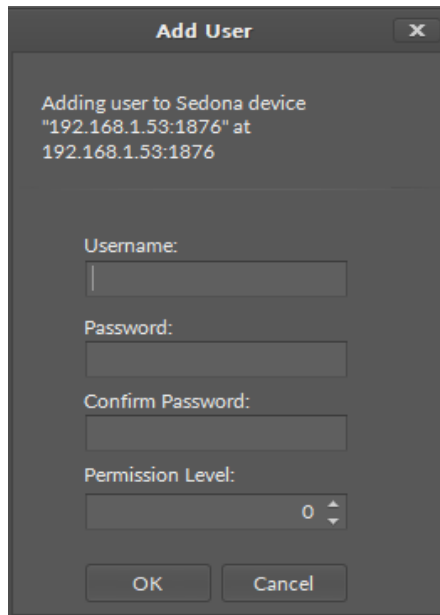 Add User
Adding user to Sedona device
"192.168.1.53:1876" at
192.168.1.53:1876
Username:
Password:
Confirm Password:
Permission Level:
0
OK Cancel